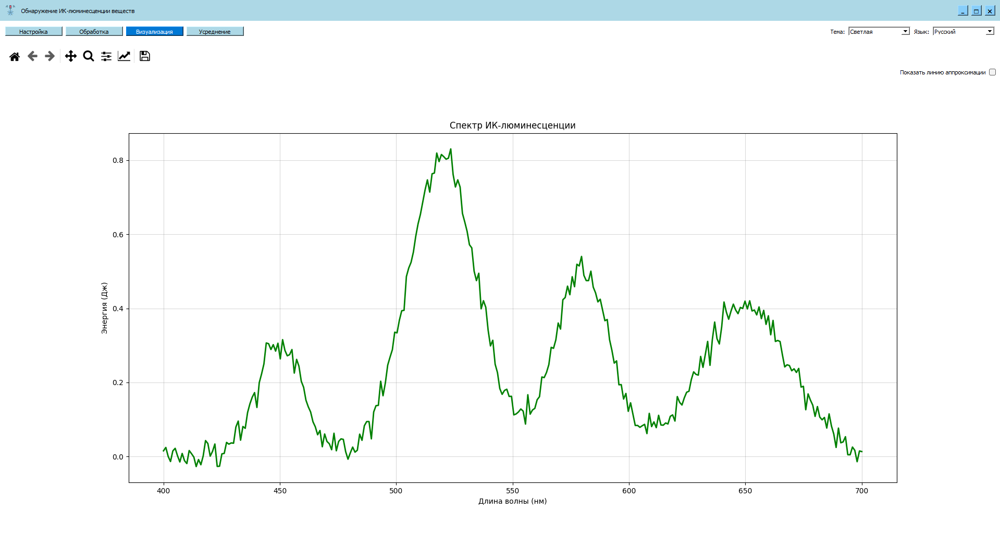 Обнаружение ИК-люминесценции веществ
Настройка Обработка Визуализация Усреднение Тема: Светлая Язык: Русский
Показать линию аппроксимации
Спектр ИК-люминесценции
0.8
0.6
0.4
0.2
0.0
Энергия (Дж)
400 450 500 550 600 650 700
Длина волны (нм)